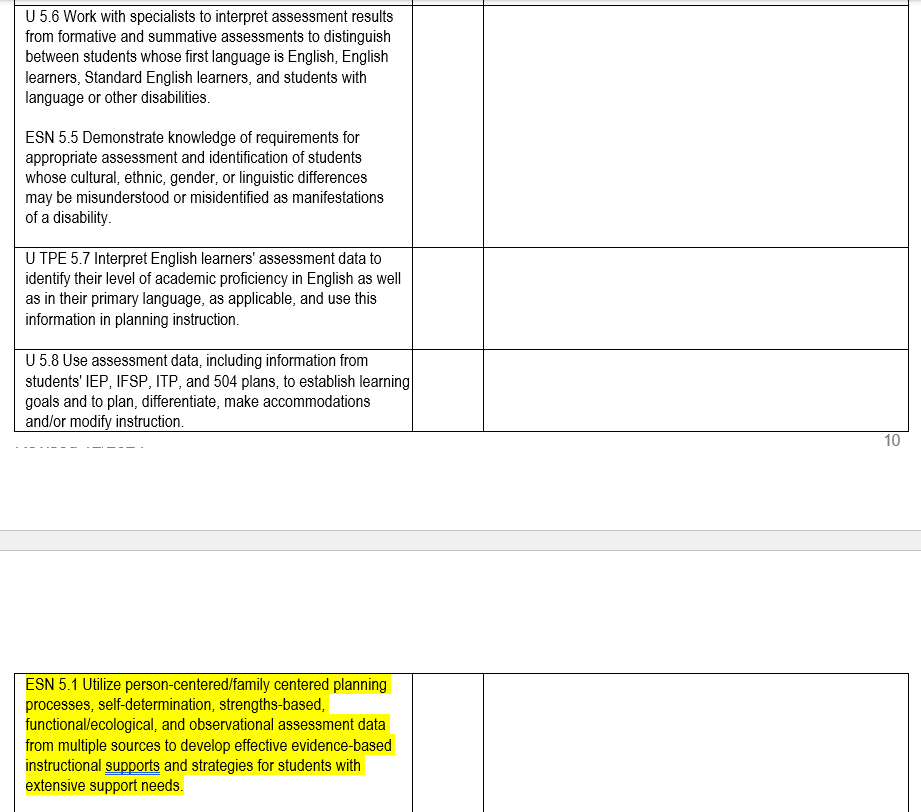 U 5.6 Work with specialists to interpret assessment results
from formative and summative assessments to distinguish
between students whose first language is English, English
learners, Standard English learners, and students with
language or other disabilities.
ESN 5.5 Demonstrate knowledge of requirements for
appropriate assessment and identification of students
whose cultural, ethnic, gender, or linguistic differences
may be misunderstood or misidentified as manifestations
of a disability.
U TPE 5.7 Interpret English learners' assessment data to
identify their level of academic proficiency in English as well
as in their primary language, as applicable, and use this
information in planning instruction.
U 5.8 Use assessment data, including information from
students' IEP, IFSP, ITP, and 504 plans, to establish learning
goals and to plan, differentiate, make accommodations
and/or modify instruction.
10
ESN 5.1 Utilize person-centered/family centered planning
processes, self-determination, strengths-based,
functional/ecological, and observational assessment data
from multiple sources to develop effective evidence-based
instructional supports and strategies for students with
extensive support needs.